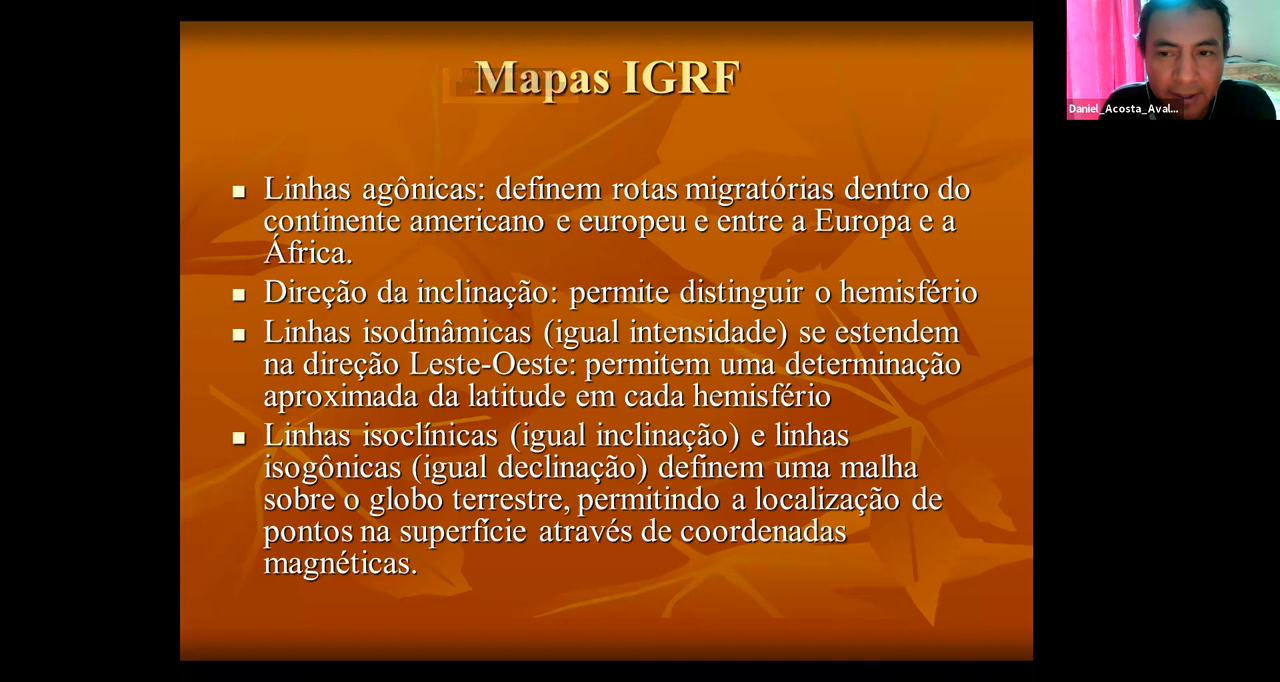 Mapas IGRF
Linhas agônicas: definem rotas migratórias dentro do
continente americano e europeu e entre a Europa e a
África.
Direção da inclinação: permite distinguir o hemisfério
Linhas isodinâmicas (igual intensidade) se estendem
na direção Leste-Oeste: permitem uma determinação
aproximada da latitude em cada hemisfério
Linhas isoclínicas (igual inclinação) e linhas
isogônicas (igual declinação) definem uma malha
sobre o globo terrestre, permitindo a localização de
pontos na superfície através de coordenadas
magnéticas.
Daniel_Acosta_Aval...